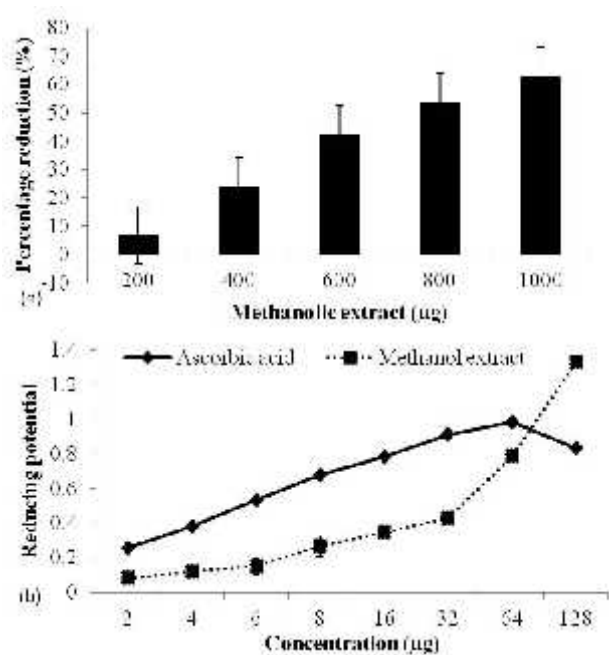 80
70
60
50
40
30
20
10
0
-10
Percentage reduction (%)
200 400 600 800 1000
(a)
Methanolic extract (µg)
1.4
1.2
1
0.8
0.6
0.4
0.2
0
Reducing potential
Ascorbic acid Methanol extract
2 4 6 8 16 32 64 128
(b)
Concentration (µg)